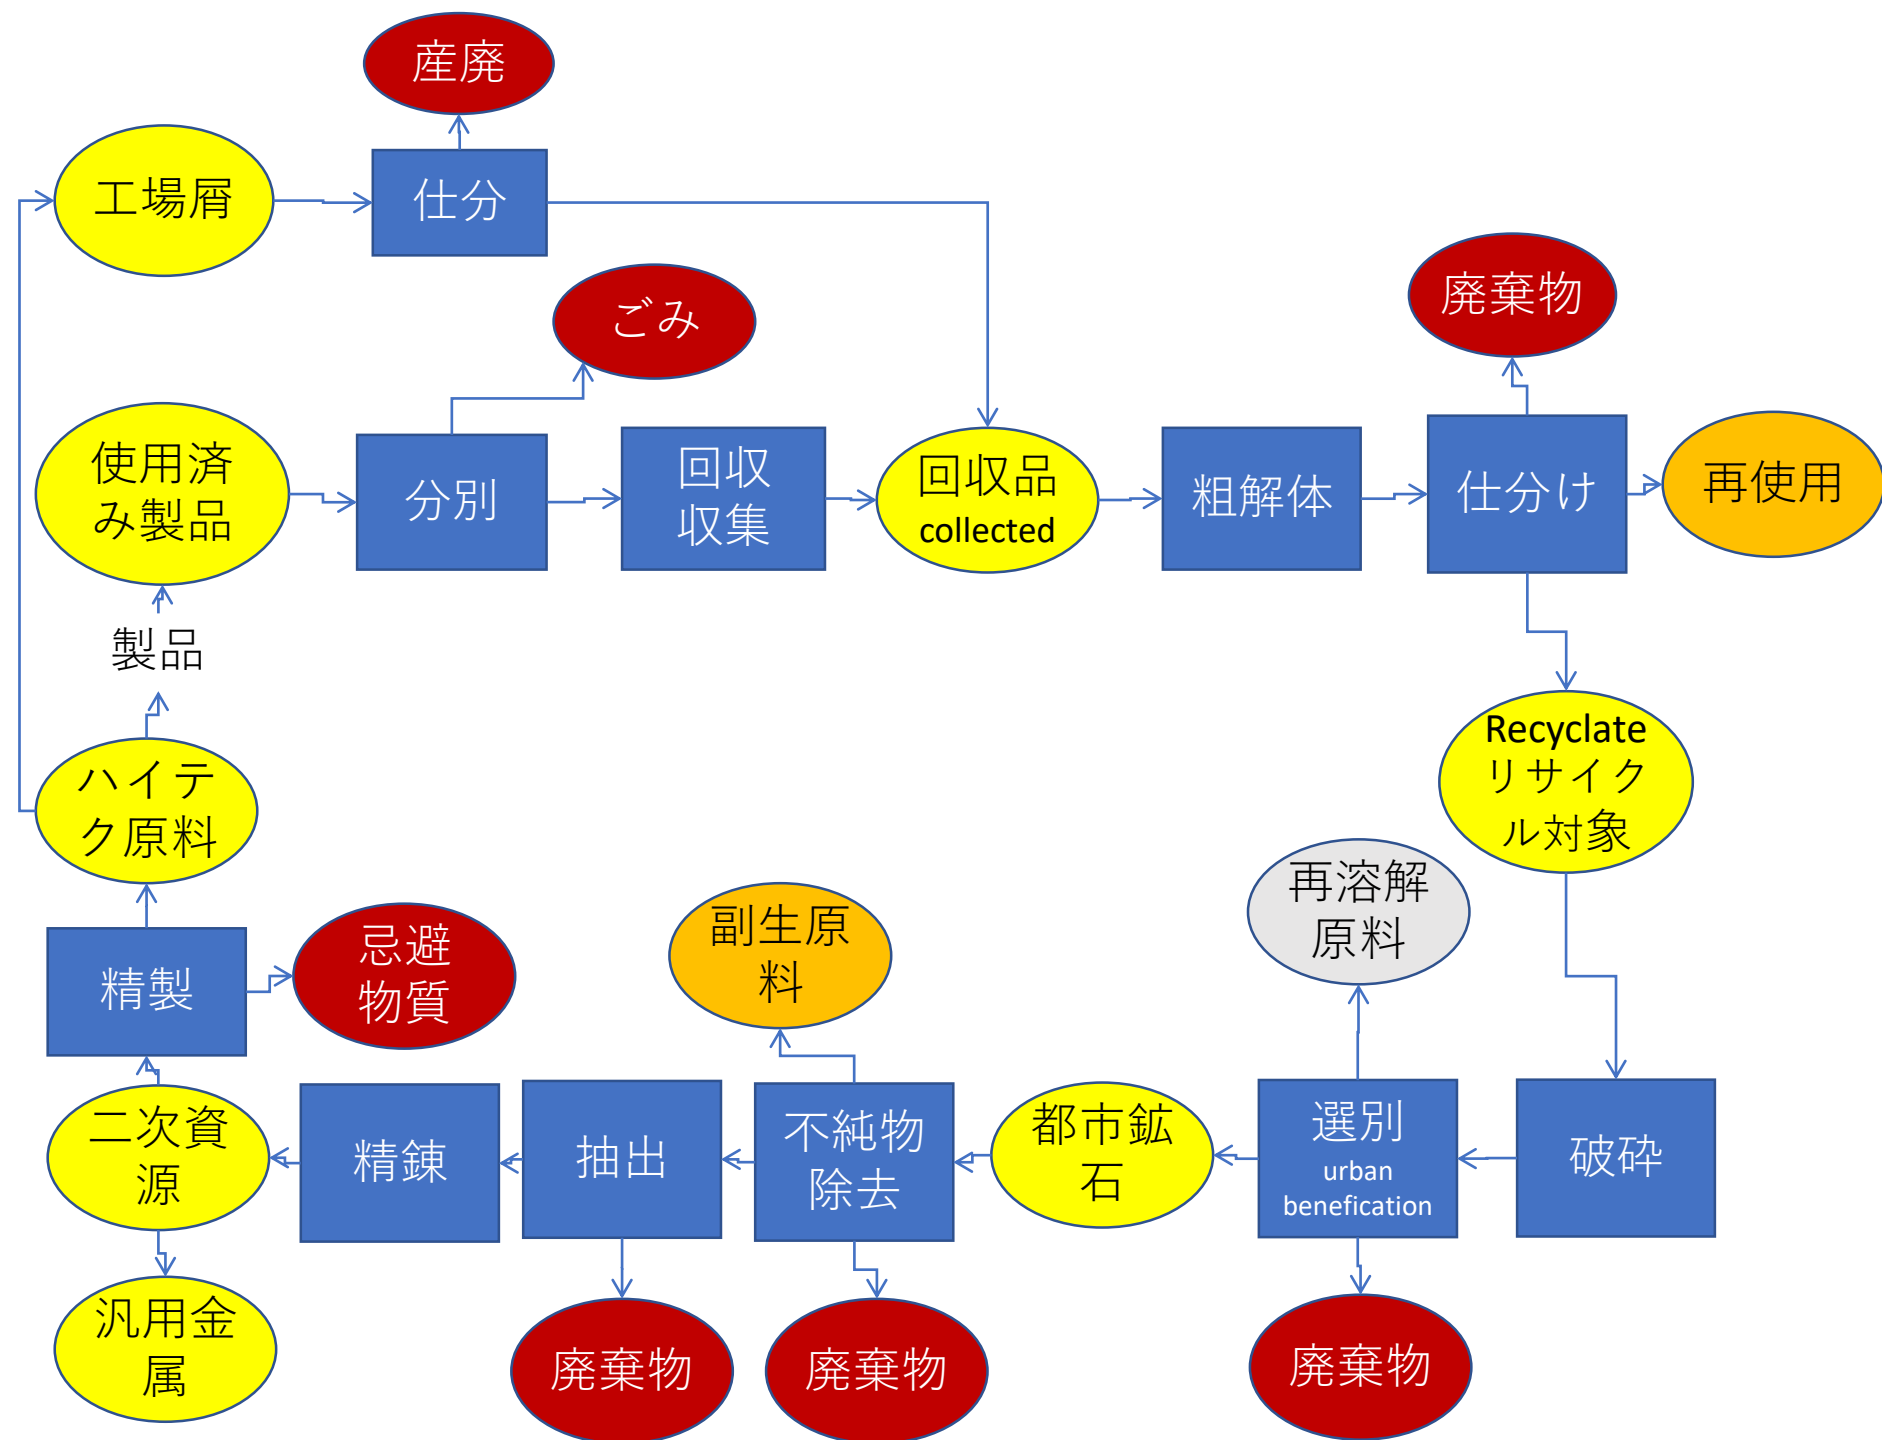 産廃
工場屑
仕分
ごみ
廃棄物
使用済
み製品
分別
回収
収集
回収品
collected
粗解体
仕分け
再使用
製品
Recyclate
リサイク
ル対象
ハイテ
ク原料
再溶解
原料
副生原
料
忌避
物質
精製
二次資
源
精錬
抽出
不純物
除去
都市鉱
石
選別
urban
benefication
破砕
汎用金
属
廃棄物
廃棄物
廃棄物